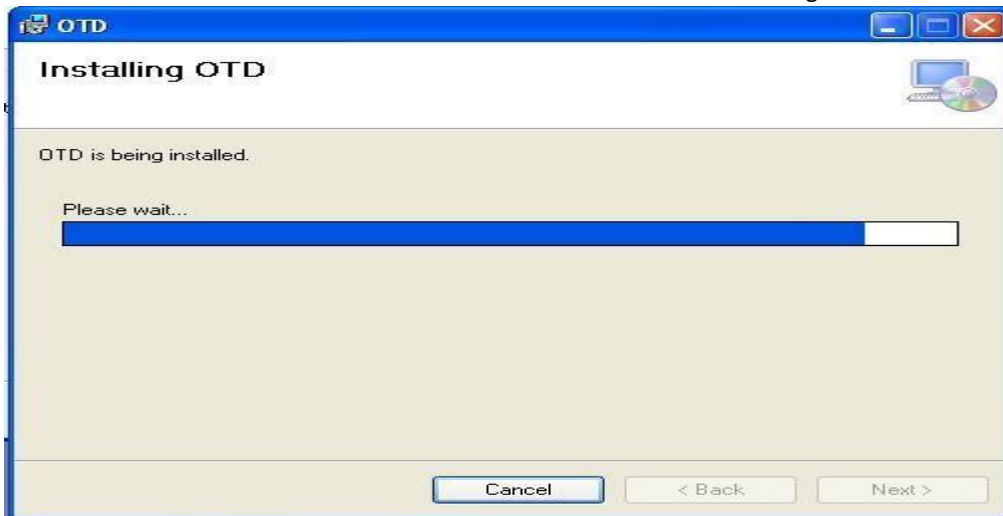 OTD
Installing OTD
OTD is being installed.
Please wait...
Cancel
< Back
Next >